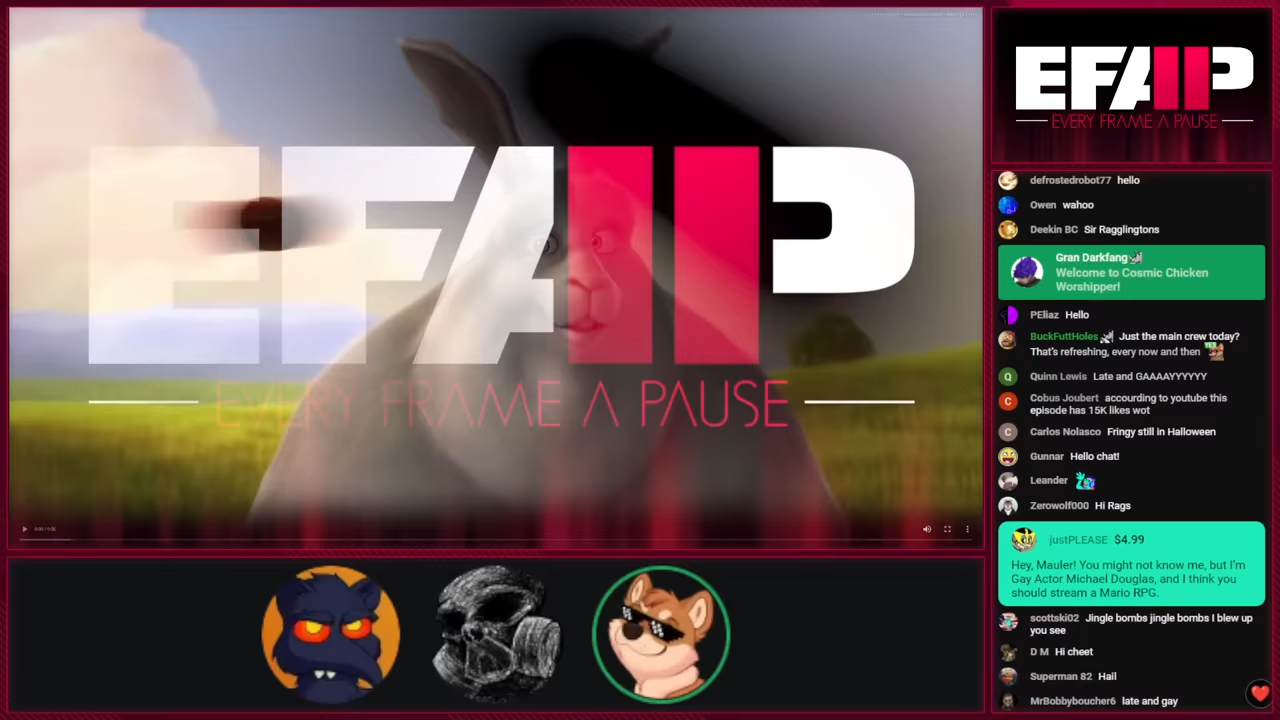 EFAP
EVERY FRAME A PAUSE
EFAP
EVERY FRAME A PAUSE
defrostedrobot77 hello
Owen wahoo
Deekin BC Sir Ragglingtons
Gran Darkfang
Welcome to Cosmic Chicken
Worshipper!
PEliaz Hello
BuckFuttHoles Just the main crew today?
That's refreshing, every now and then YES
Q Quinn Lewis Late and GAAAAYYYYYY
C Cobus Joubert accoording to youtube this
episode has 15K likes wot
C Carlos Nolasco Fringy still in Halloween
Gunnar Hello chat!
Leander
Zerowolf000 Hi Rags
justPLEASE $4.99
Hey, Mauler! You might not know me, but I'm
Gay Actor Michael Douglas, and I think you
should stream a Mario RPG.
scottski02 Jingle bombs jingle bombs I blew up
you see
D M Hi cheet
Superman 82 Hail
MrBobbyboucher6 late and gay